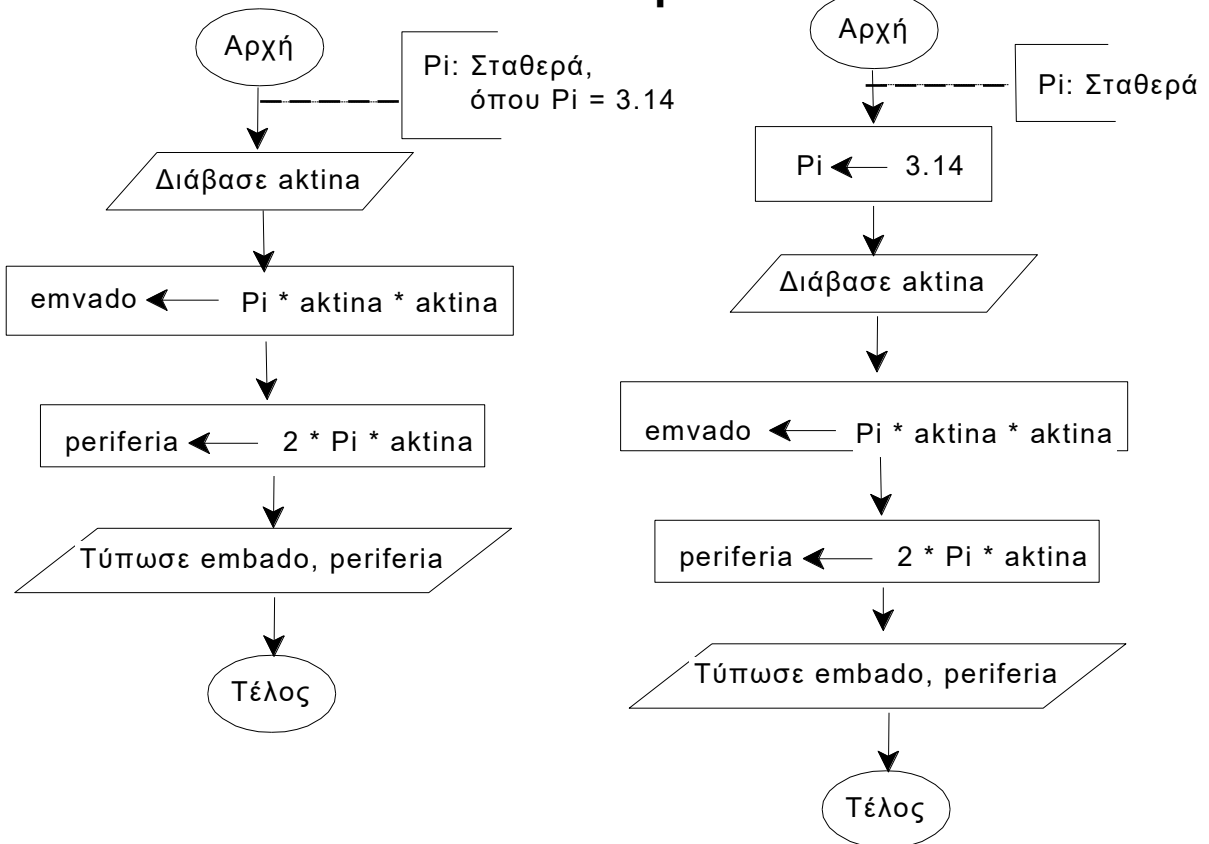 Αρχή
Pi: Σταθερά,
όπου Pi = 3.14
Διάβασε aktina
emvado Pi * aktina * aktina
periferia 2 * Pi * aktina
Τύπωσε embado, periferia
Τέλος
Αρχή
Pi: Σταθερά
Pi 3.14
Διάβασε aktina
emvado Pi * aktina * aktina
periferia 2 * Pi * aktina
Τύπωσε embado, periferia
Τέλος